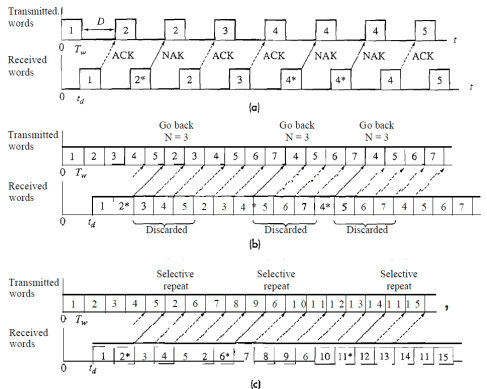 Transmitted
words
1 D 2 2 3 4 4 4 5
0 T_w ACK NAK ACK ACK NAK NAK ACK t
Received
words
1 2* 2 3 4* 4* 4 5
0 t_d t
(a)
Go back Go back Go back
N = 3 N = 3 N = 3
Transmitted
words
1 2 3 4 5 2 3 4 5 6 7 4 5 6 7 4 5 6 7
0 T_w
Received
words
1 2* 3 4 5 2 3 4* 5 6 7 4* 5 6 7 4 5 6 7
0 t_d Discarded Discarded Discarded
(b)
Selective Selective Selective
repeat repeat repeat
Transmitted
words
1 2 3 4 5 2 6 7 8 9 6 10 11 12 13 14 11 15 ,
0 T_w
Received
words
1 2* 3 4 5 2 6* 7 8 9 6 10 11* 12 13 14 11 15
0 t_d
(c)